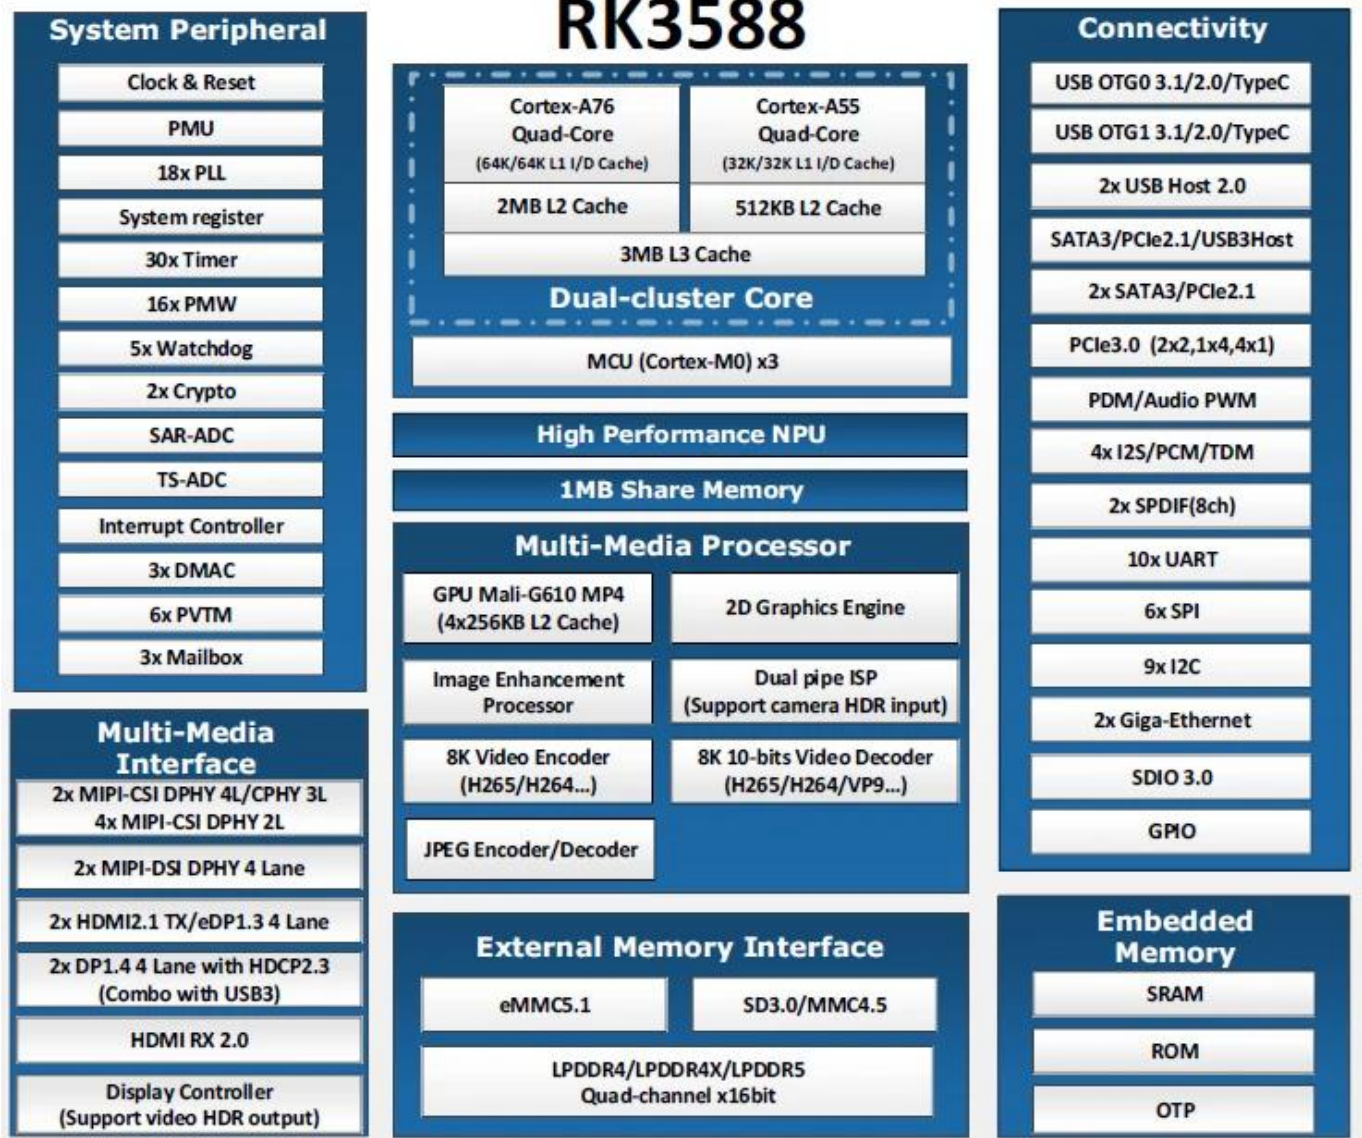 RK3588
System Peripheral
Clock & Reset
PMU
18x PLL
System register
30x Timer
16x PMW
5x Watchdog
2x Crypto
SAR-ADC
TS-ADC
Interrupt Controller
3x DMAC
6x PVTM
3x Mailbox
Multi-Media
Interface
2x MIPI-CSI DPHY 4L/CPHY 3L
4x MIPI-CSI DPHY 2L
2x MIPI-DSI DPHY 4 Lane
2x HDMI2.1 TX/eDP1.3 4 Lane
2x DP1.4 4 Lane with HDCP2.3
(Combo with USB3)
HDMI RX 2.0
Display Controller
(Support video HDR output)
Cortex-A76
Quad-Core
(64K/64K L1 I/D Cache)
2MB L2 Cache
Cortex-A55
Quad-Core
(32K/32K L1 I/D Cache)
512KB L2 Cache
3MB L3 Cache
Dual-cluster Core
MCU (Cortex-M0) x3
High Performance NPU
1MB Share Memory
Multi-Media Processor
GPU Mali-G610 MP4
(4x256KB L2 Cache)
2D Graphics Engine
Image Enhancement
Processor
Dual pipe ISP
(Support camera HDR input)
8K Video Encoder
(H265/H264...)
8K 10-bits Video Decoder
(H265/H264/VP9...)
JPEG Encoder/Decoder
External Memory Interface
eMMC5.1
SD3.0/MMC4.5
LPDDR4/LPDDR4X/LPDDR5
Quad-channel x16bit
Connectivity
USB OTG0 3.1/2.0/TypeC
USB OTG1 3.1/2.0/TypeC
2x USB Host 2.0
SATA3/PCIe2.1/USB3Host
2x SATA3/PCIe2.1
PCIe3.0 (2x2,1x4,4x1)
PDM/Audio PWM
4x I2S/PCM/TDM
2x SPDIF(8ch)
10x UART
6x SPI
9x I2C
2x Giga-Ethernet
SDIO 3.0
GPIO
Embedded
Memory
SRAM
ROM
OTP